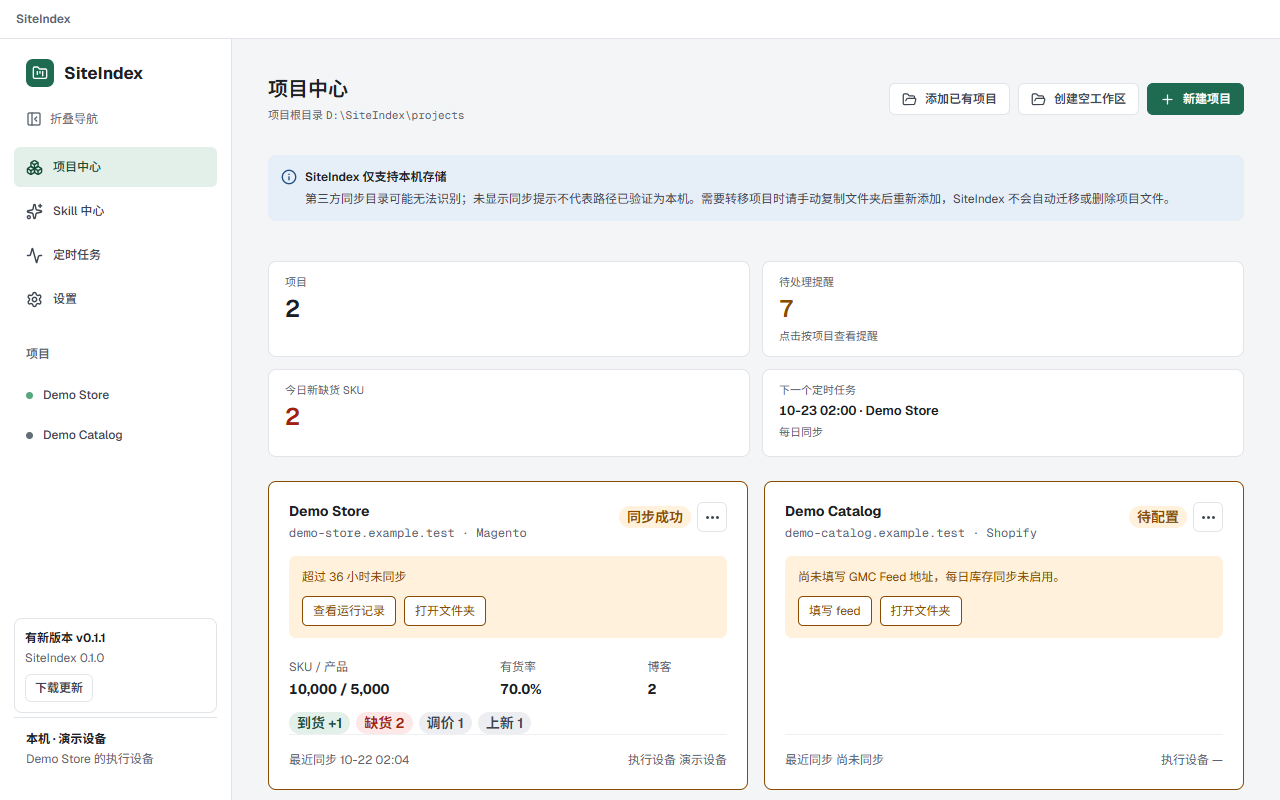 SiteIndex
SiteIndex
折叠导航
项目中心
Skill 中心
定时任务
设置
项目
Demo Store
Demo Catalog
有新版本 v0.1.1
SiteIndex 0.1.0
下载更新
本机 · 演示设备
Demo Store 的执行设备
项目中心
项目根目录 D:\SiteIndex\projects
添加已有项目
创建空工作区
新建项目
SiteIndex 仅支持本机存储
第三方同步目录可能无法识别；未显示同步提示不代表路径已验证为本机。需要转移项目时请手动复制文件夹后重新添加，SiteIndex 不会自动迁移或删除项目文件。
项目
2
待处理提醒
7
点击按项目查看提醒
今日新缺货 SKU
2
下一个定时任务
10-23 02:00 · Demo Store
每日同步
Demo Store
同步成功
demo-store.example.test · Magento
超过 36 小时未同步
查看运行记录
打开文件夹
SKU / 产品
有货率
博客
10,000 / 5,000
70.0%
2
到货 +1
缺货 2
调价 1
上新 1
最近同步 10-22 02:04
执行设备 演示设备
Demo Catalog
待配置
demo-catalog.example.test · Shopify
尚未填写 GMC Feed 地址，每日库存同步未启用。
填写 feed
打开文件夹
最近同步 尚未同步
执行设备 —